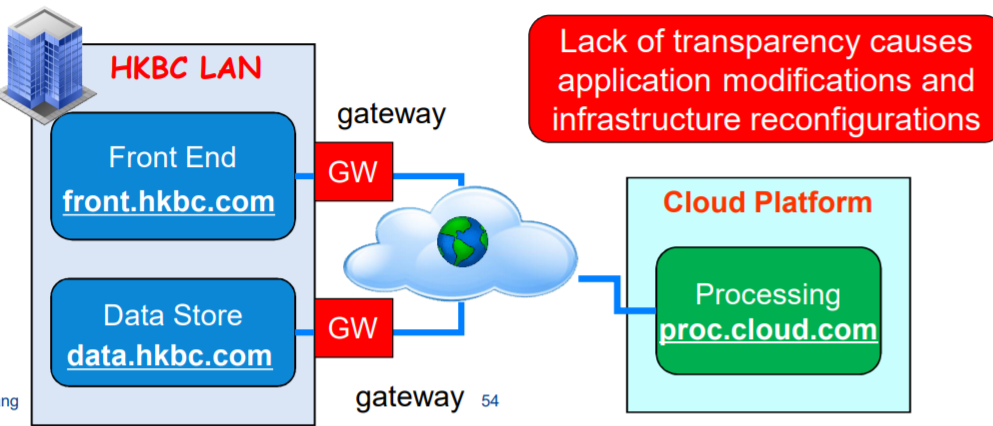 HKBC LAN
Lack of transparency causes
application modifications and
infrastructure reconfigurations
gateway
Front End
front.hkbc.com
GW
Cloud Platform
Data Store
data.hkbc.com
GW
Processing
proc.cloud.com
gateway
54
ng